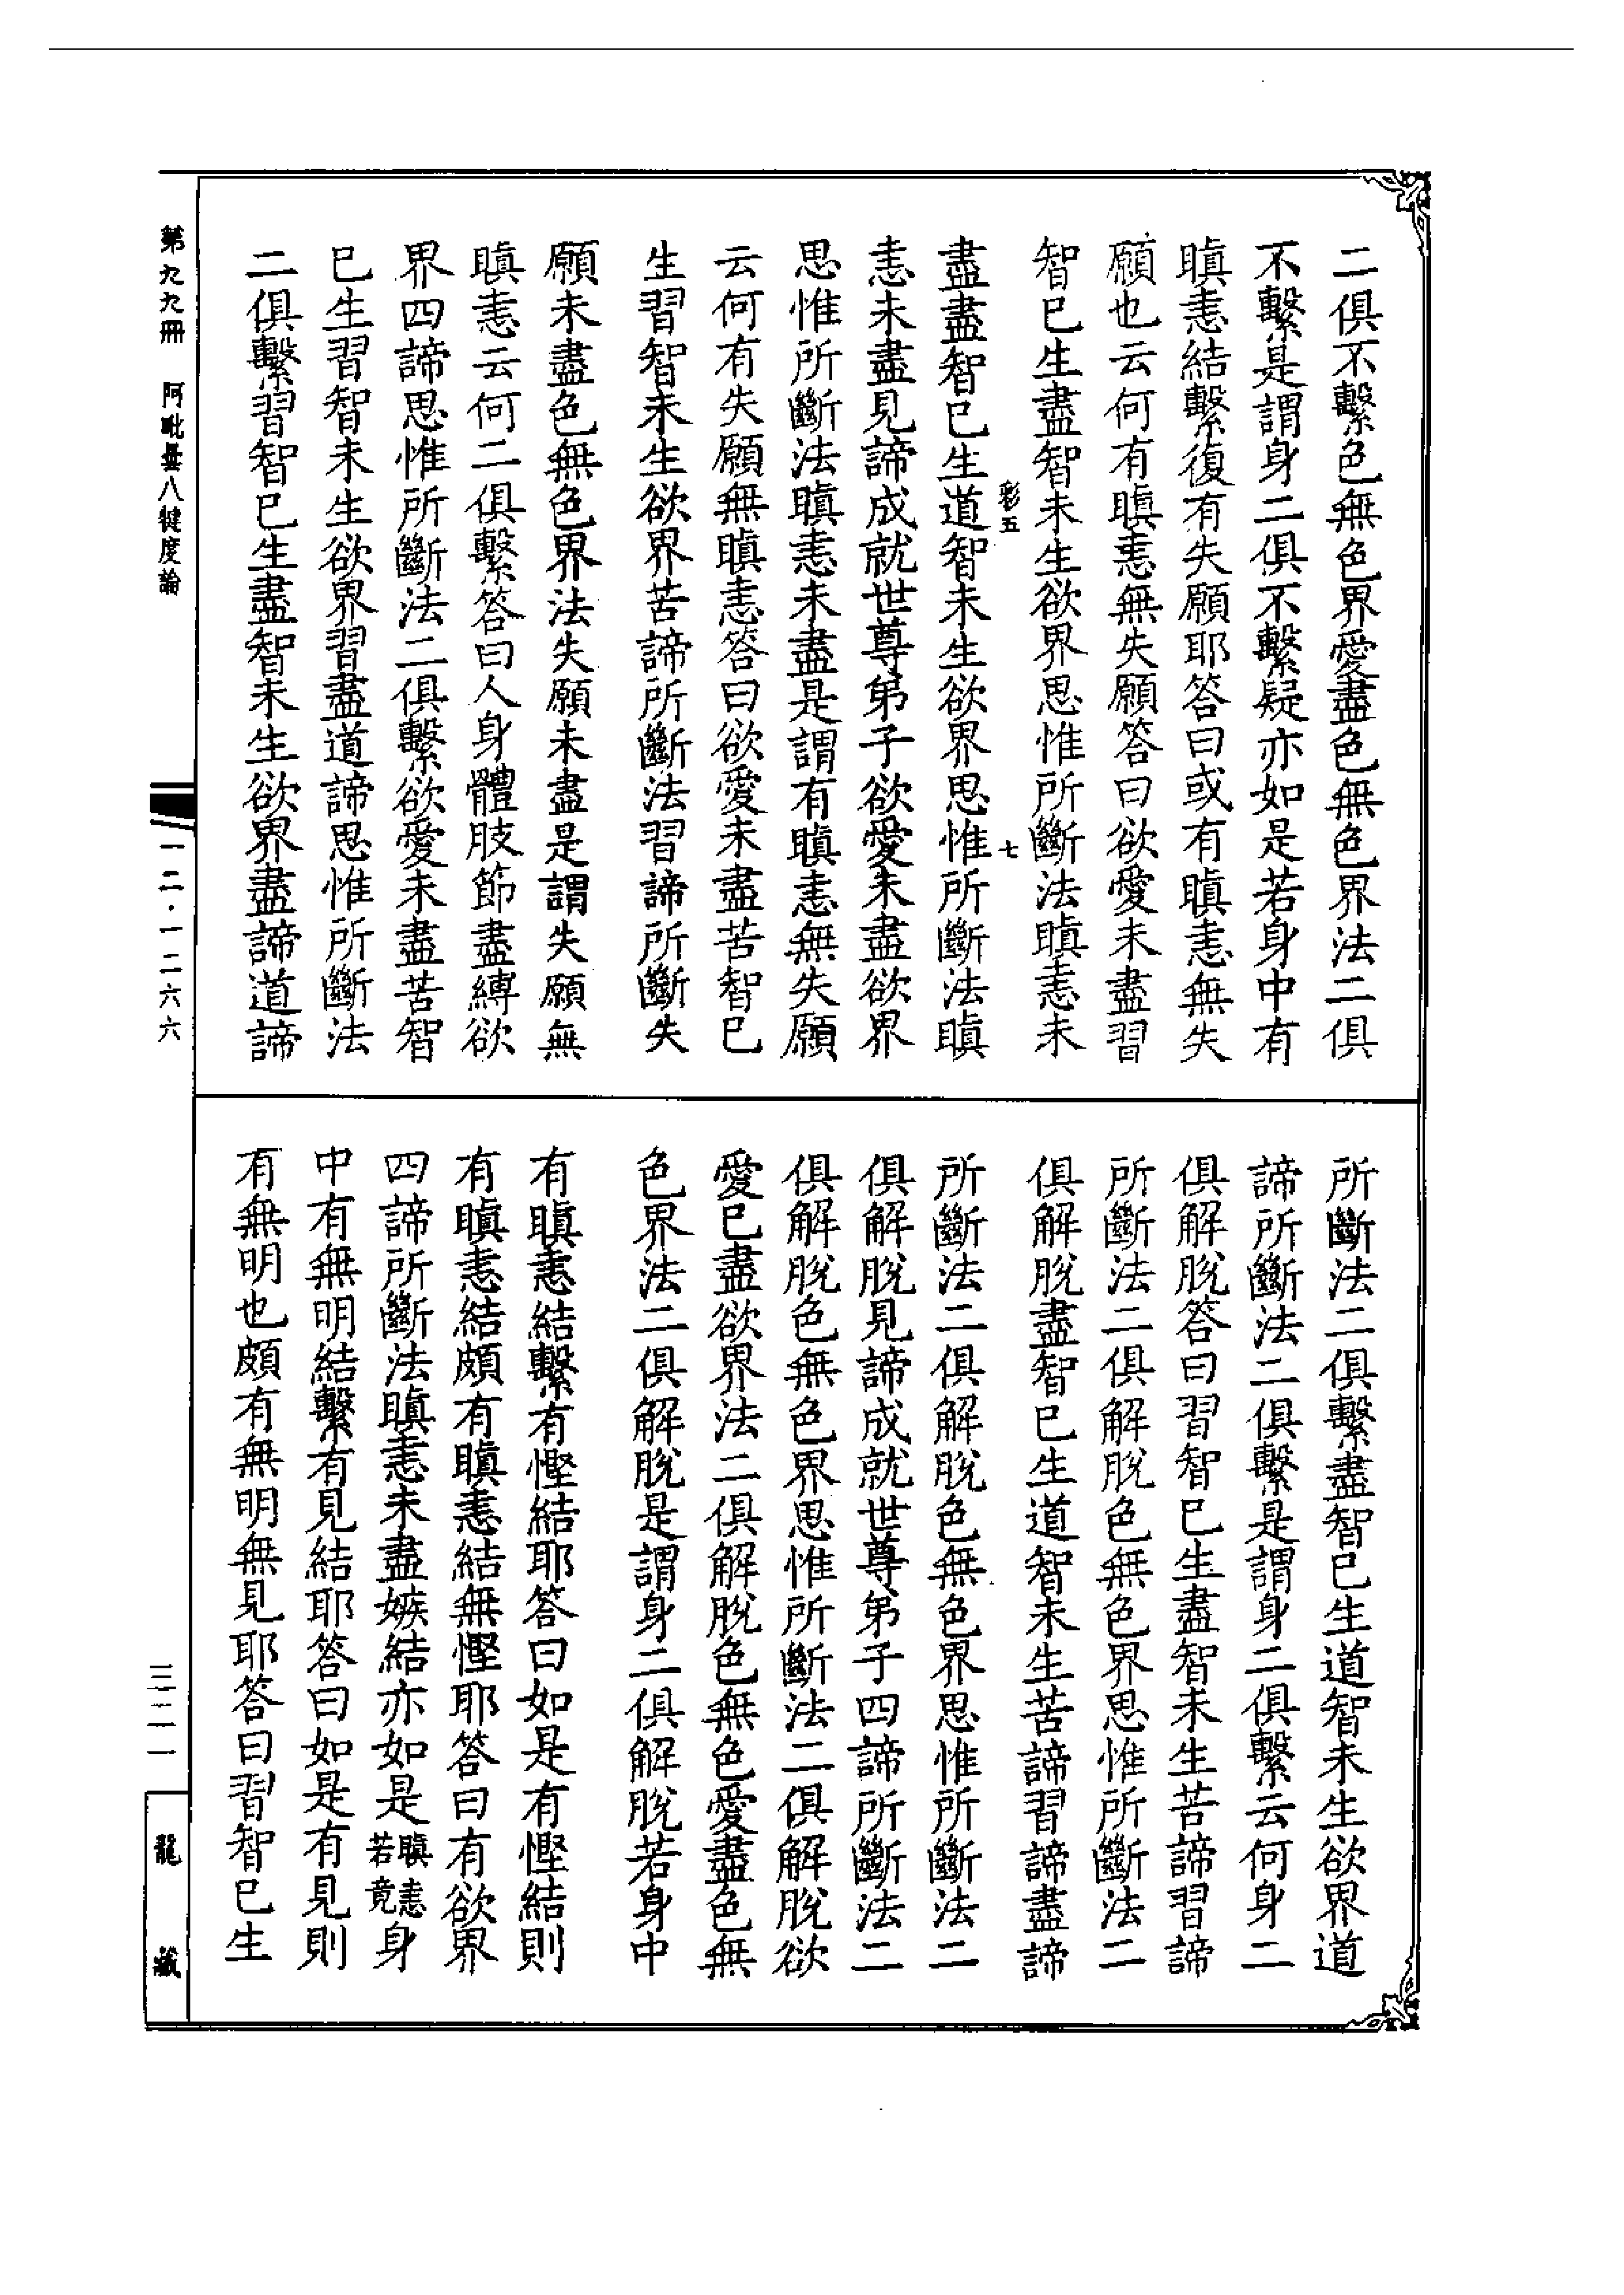 二俱不繫色無色界愛盡色無色界法二俱
不繫是謂身二俱不繫疑亦如是若身中有
瞋恚結繫復有失願耶答曰或有瞋恚無失
願也云何有瞋恚無失願答曰欲愛未盡習
智已生盡智未生欲界思惟所斷法瞋恚未
彩五 七
盡盡智已生道智未生欲界思惟所斷法瞋
恚未盡見諦成就世尊弟子欲愛未盡欲界
思惟所斷法瞋恚未盡是謂有瞋恚無失願
云何有失願無瞋恚答曰欲愛未盡苦智已
生習智未生欲界苦諦所斷法習諦所斷失
願未盡色無色界法失願未盡是謂失願無
瞋恚云何二俱繫答曰人身體肢節盡縛欲
界四諦思惟所斷法二俱繫欲愛未盡苦智
已生習智未生欲界習盡道諦思惟所斷法
二俱繫習智已生盡智未生欲界盡諦道諦
所斷法二俱繫盡智已生道智未生欲界道
諦所斷法二俱繫是謂身二俱繫云何身二
俱解脫答曰習智已生盡智未生苦諦習諦
所斷法二俱解脫色無色界思惟所斷法二
俱解脫盡智已生道智未生苦諦習諦盡諦
所斷法二俱解脫色無色界思惟所斷法二
俱解脫見諦成就世尊弟子四諦所斷法二
俱解脫色無色界思惟所斷法二俱解脫欲
愛已盡欲界法二俱解脫色無色愛盡色無
色界法二俱解脫是謂身二俱解脫若身中
有瞋恚結繫有慳結耶答曰如是有慳結則
有瞋恚結頗有瞋恚結無慳耶答曰有欲界
四諦所斷法瞋恚未盡嫉結亦如是瞋恚若竟身
中有無明結繫有見結耶答曰如是有見則
有無明也頗有無明無見耶答曰習智已生
第九九冊 阿毗曇八犍度論
一二·一二六六
三二一
龍藏